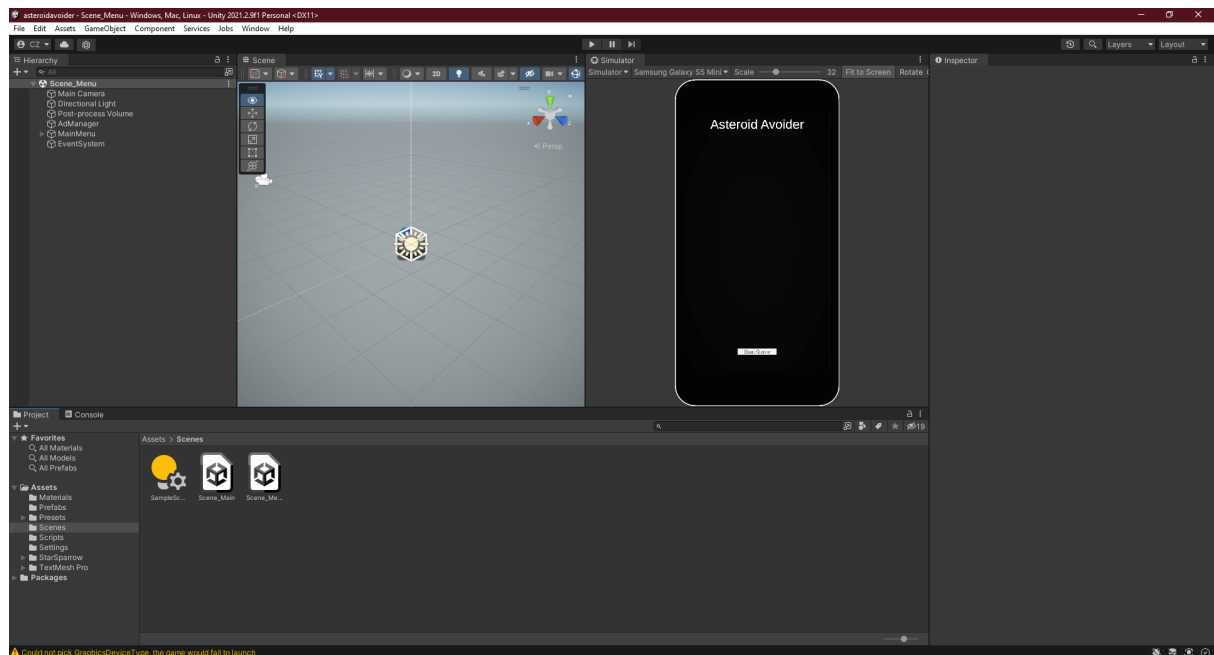 asteroidavoider - Scene_Menu - Windows, Mac, Linux - Unity 2021.2.9f1 Personal <DX11>
File Edit Assets GameObject Component Services Jobs Window Help
CZ
Layers Layout
Hierarchy
All
Scene_Menu
Main Camera
Directional Light
Post-process Volume
AdManager
MainMenu
EventSystem
Scene
2D
Persp
Simulator
Simulator Samsung Galaxy S5 Mini Scale 32 Fit to Screen Rotate
Asteroid Avoider
Start Game
Inspector
Project Console
19
Favorites
All Materials
All Models
All Prefabs
Assets
Materials
Prefabs
Presets
Scenes
Scripts
Settings
StarSparrow
TextMesh Pro
Packages
Assets > Scenes
SampleSc... Scene_Main Scene_Me...
Could not pick GraphicsDeviceType, the game would fail to launch